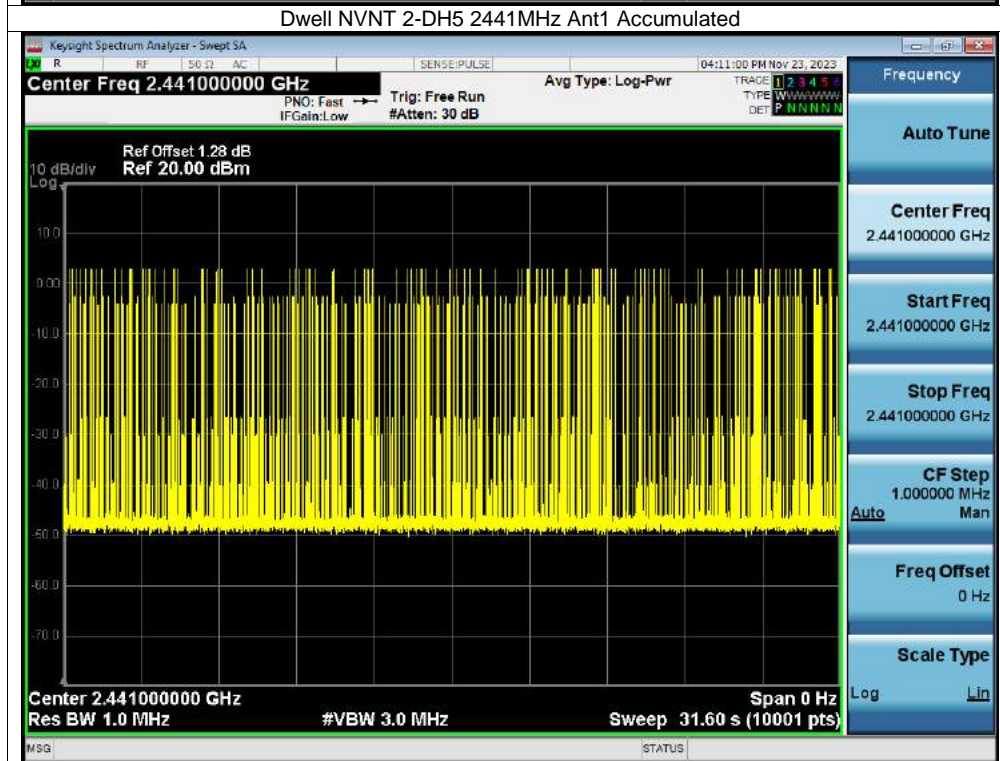 Dwell NVNT 2-DH5 2441MHz Ant1 Accumulated
Keysight Spectrum Analyzer - Swept SA
R RF 50 Ω AC SENSE:PULSE 04:11:00 PM Nov 23, 2023
Center Freq 2.441000000 GHz
PNO: Fast
IFGain:Low
Trig: Free Run
#Atten: 30 dB
Avg Type: Log-Pwr
TRACE 1 2 3 4 5 6
TYPE WWWWWW
DET P N N N N N
Frequency
Auto Tune
Center Freq
2.441000000 GHz
Start Freq
2.441000000 GHz
Stop Freq
2.441000000 GHz
CF Step
1.000000 MHz
Auto Man
Freq Offset
0 Hz
Scale Type
Log Lin
Ref Offset 1.28 dB
10 dB/div Ref 20.00 dBm
Log
10.0
0.00
-10.0
-20.0
-30.0
-40.0
-50.0
-60.0
-70.0
Center 2.441000000 GHz Span 0 Hz
Res BW 1.0 MHz #VBW 3.0 MHz Sweep 31.60 s (10001 pts)
MSG STATUS